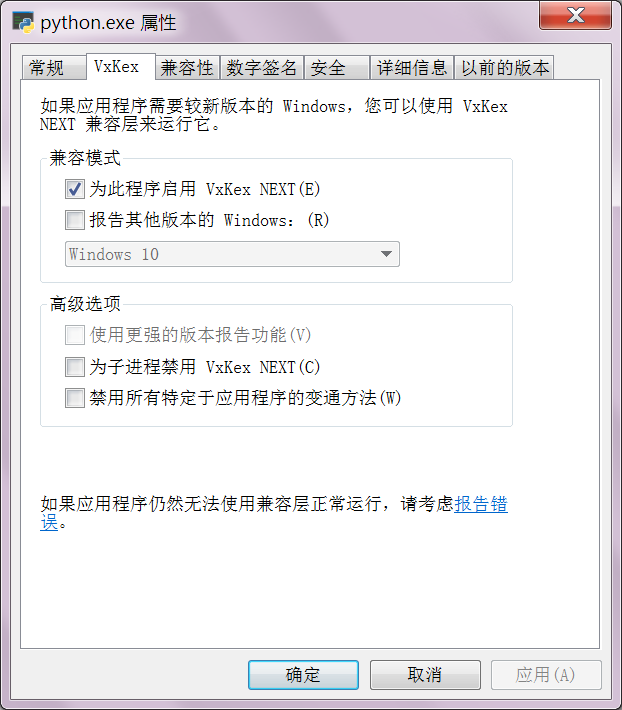 python.exe 属性
常规 VxKex 兼容性 数字签名 安全 详细信息 以前的版本
如果应用程序需要较新版本的 Windows，您可以使用 VxKex
NEXT 兼容层来运行它。
兼容模式
为此程序启用 VxKex NEXT(E)
报告其他版本的 Windows：(R)
Windows 10
高级选项
使用更强的版本报告功能(V)
为子进程禁用 VxKex NEXT(C)
禁用所有特定于应用程序的变通方法(W)
如果应用程序仍然无法使用兼容层正常运行，请考虑报告错
误。
确定 取消 应用(A)